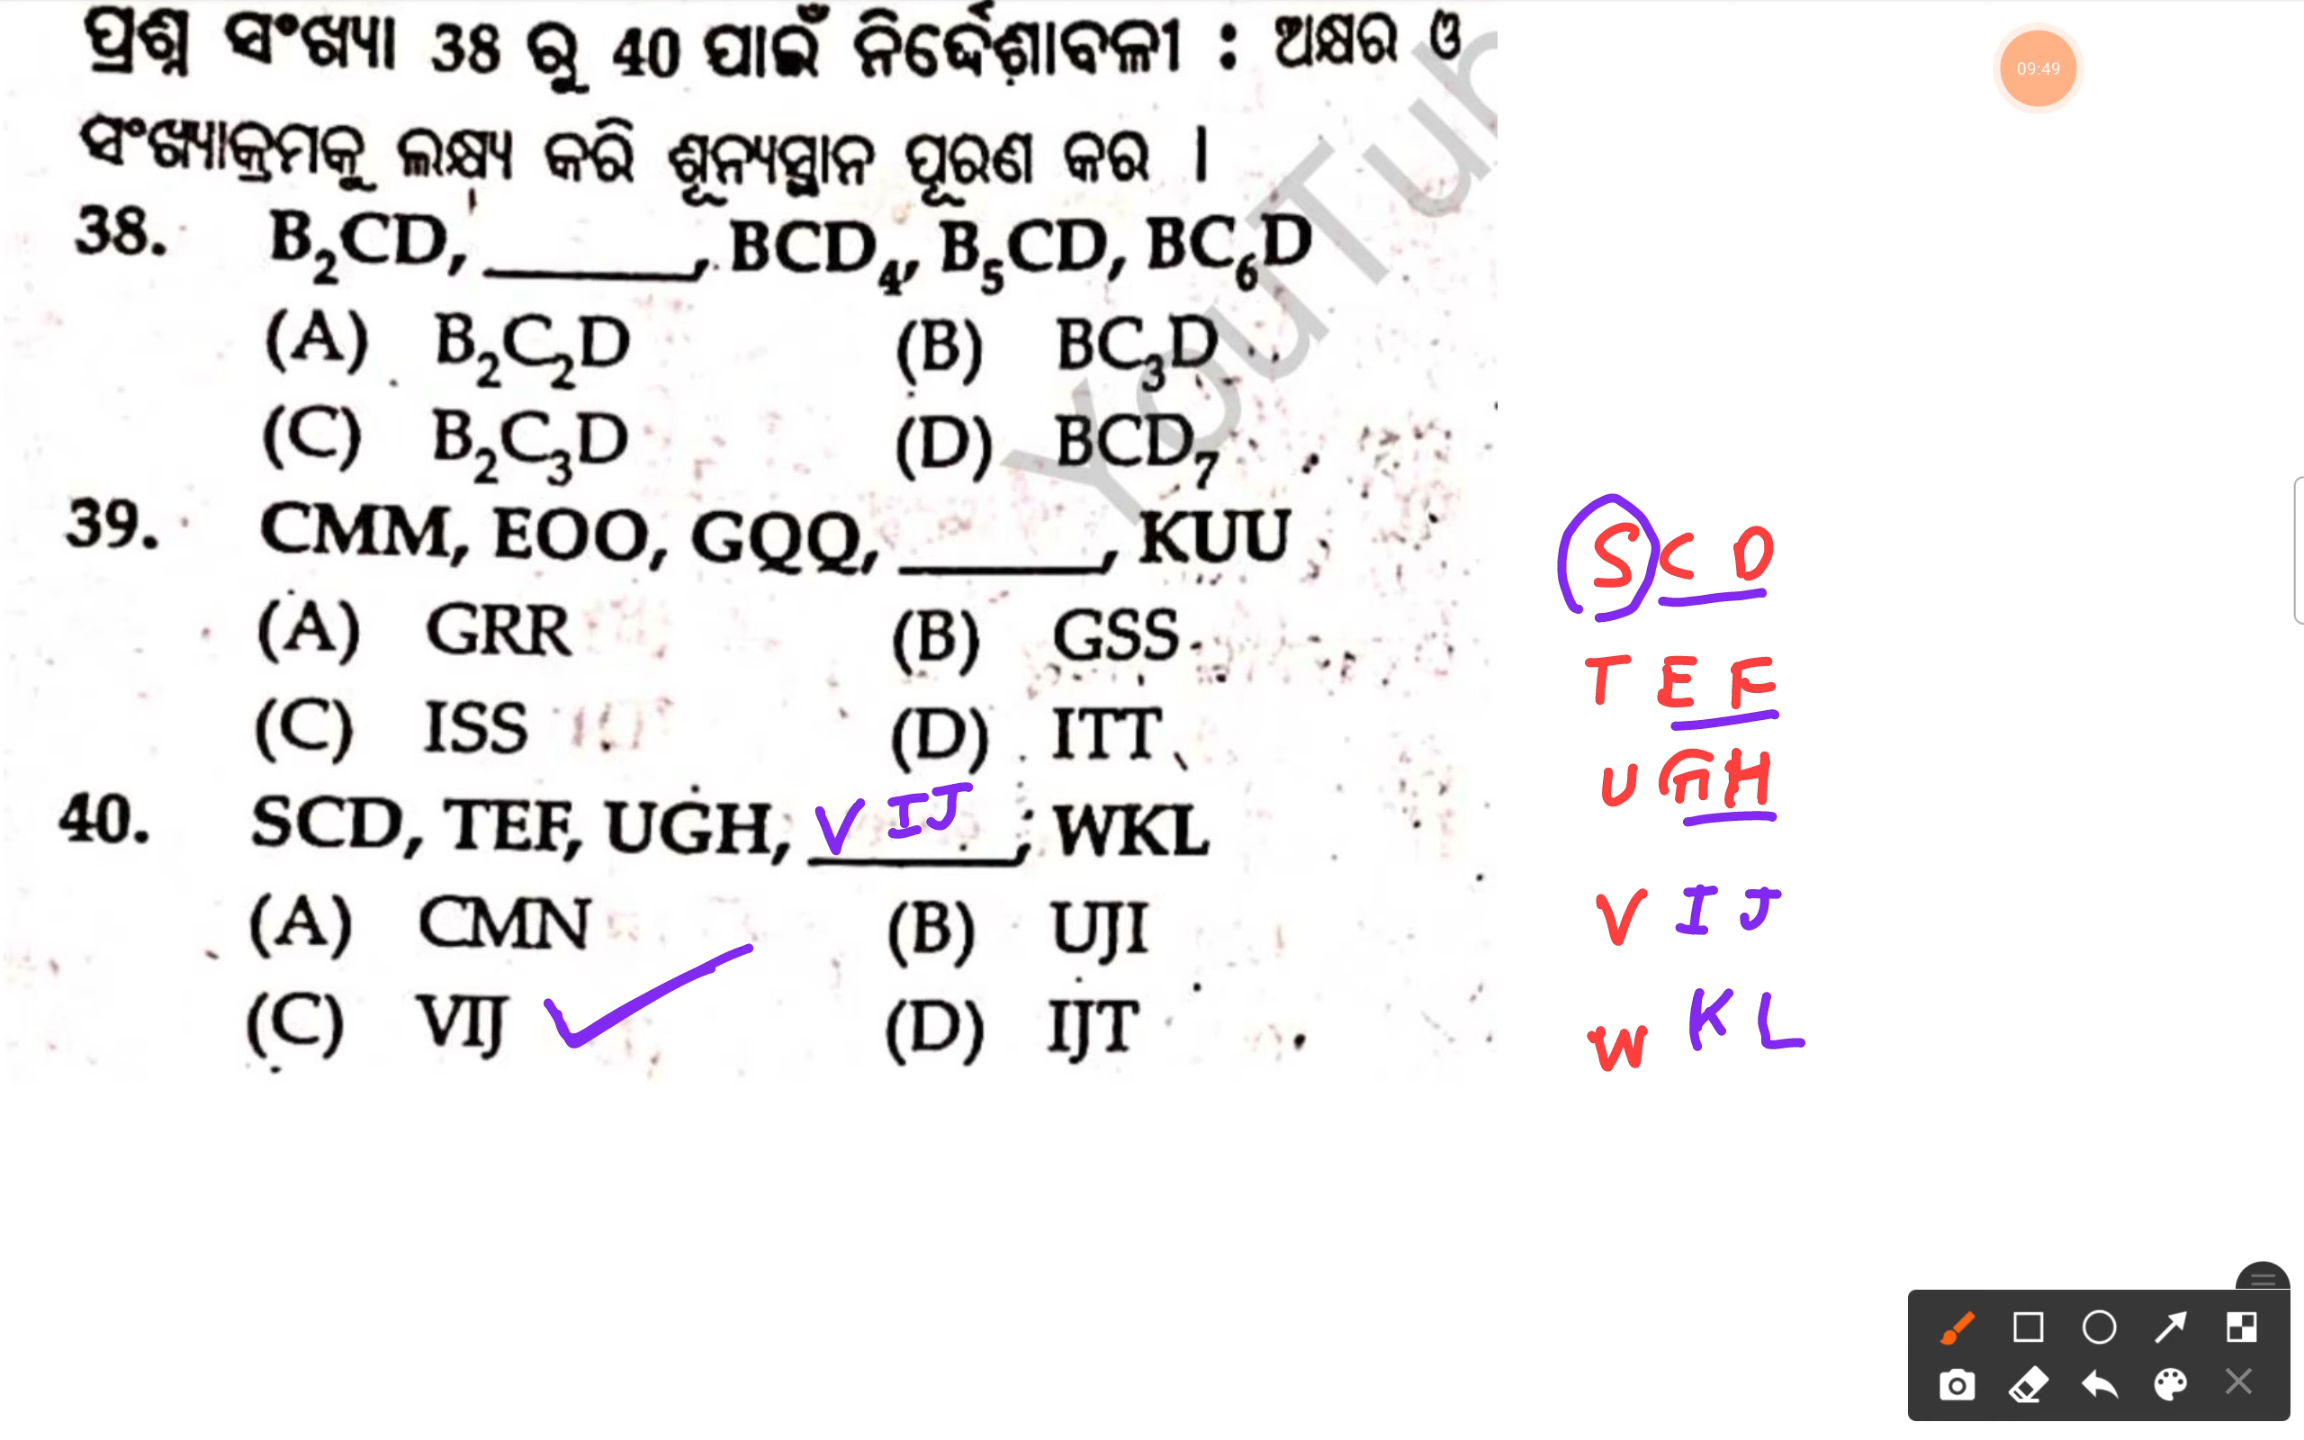 ପ୍ରଶ୍ନ ସଂଖ୍ୟା 38 ରୁ 40 ପାଇଁ ନିର୍ଦ୍ଦେଶାବଳୀ : ଅକ୍ଷର ଓ
ସଂଖ୍ୟାକ୍ରମକୁ ଲକ୍ଷ୍ୟ କରି ଶୂନ୍ୟସ୍ଥାନ ପୂରଣ କର ।
38. B₂CD, ______, BCD₄, B₅CD, BC₆D
(A) B₂C₂D (B) BC₃D
(C) B₂C₃D (D) BCD₇
39. CMM, EOO, GQQ, ______, KUU
(A) GRR (B) GSS
(C) ISS (D) ITT
40. SCD, TEF, UGH, V IJ, WKL
(A) CMN (B) UJI
(C) VIJ (D) IJT
S C D
T E F
U G H
V I J
W K L
09:49